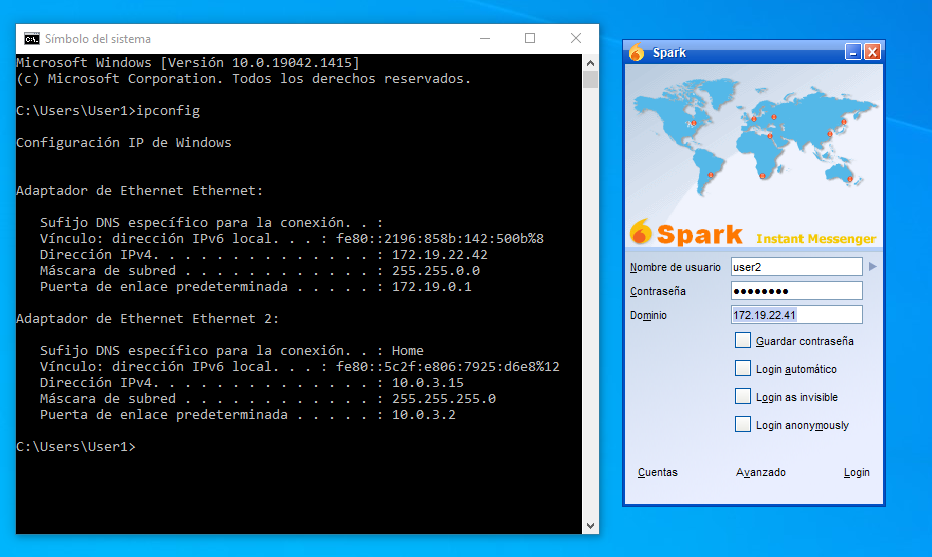 Símbolo del sistema
Microsoft Windows [Versión 10.0.19042.1415]
(c) Microsoft Corporation. Todos los derechos reservados.
C:\Users\User1>ipconfig
Configuración IP de Windows
Adaptador de Ethernet Ethernet:
Sufijo DNS específico para la conexión. . :
Vínculo: dirección IPv6 local. . . : fe80::2196:858b:142:500b%8
Dirección IPv4. . . . . . . . . . . . . . : 172.19.22.42
Máscara de subred . . . . . . . . . . . . : 255.255.0.0
Puerta de enlace predeterminada . . . . . : 172.19.0.1
Adaptador de Ethernet Ethernet 2:
Sufijo DNS específico para la conexión. . : Home
Vínculo: dirección IPv6 local. . . : fe80::5c2f:e806:7925:d6e8%12
Dirección IPv4. . . . . . . . . . . . . . : 10.0.3.15
Máscara de subred . . . . . . . . . . . . : 255.255.255.0
Puerta de enlace predeterminada . . . . . : 10.0.3.2
C:\Users\User1>
Spark
Spark Instant Messenger
Nombre de usuario user2
Contraseña ●●●●●●●●
Dominio 172.19.22.41
Guardar contraseña
Login automático
Login as invisible
Login anonymously
Cuentas Avanzado Login